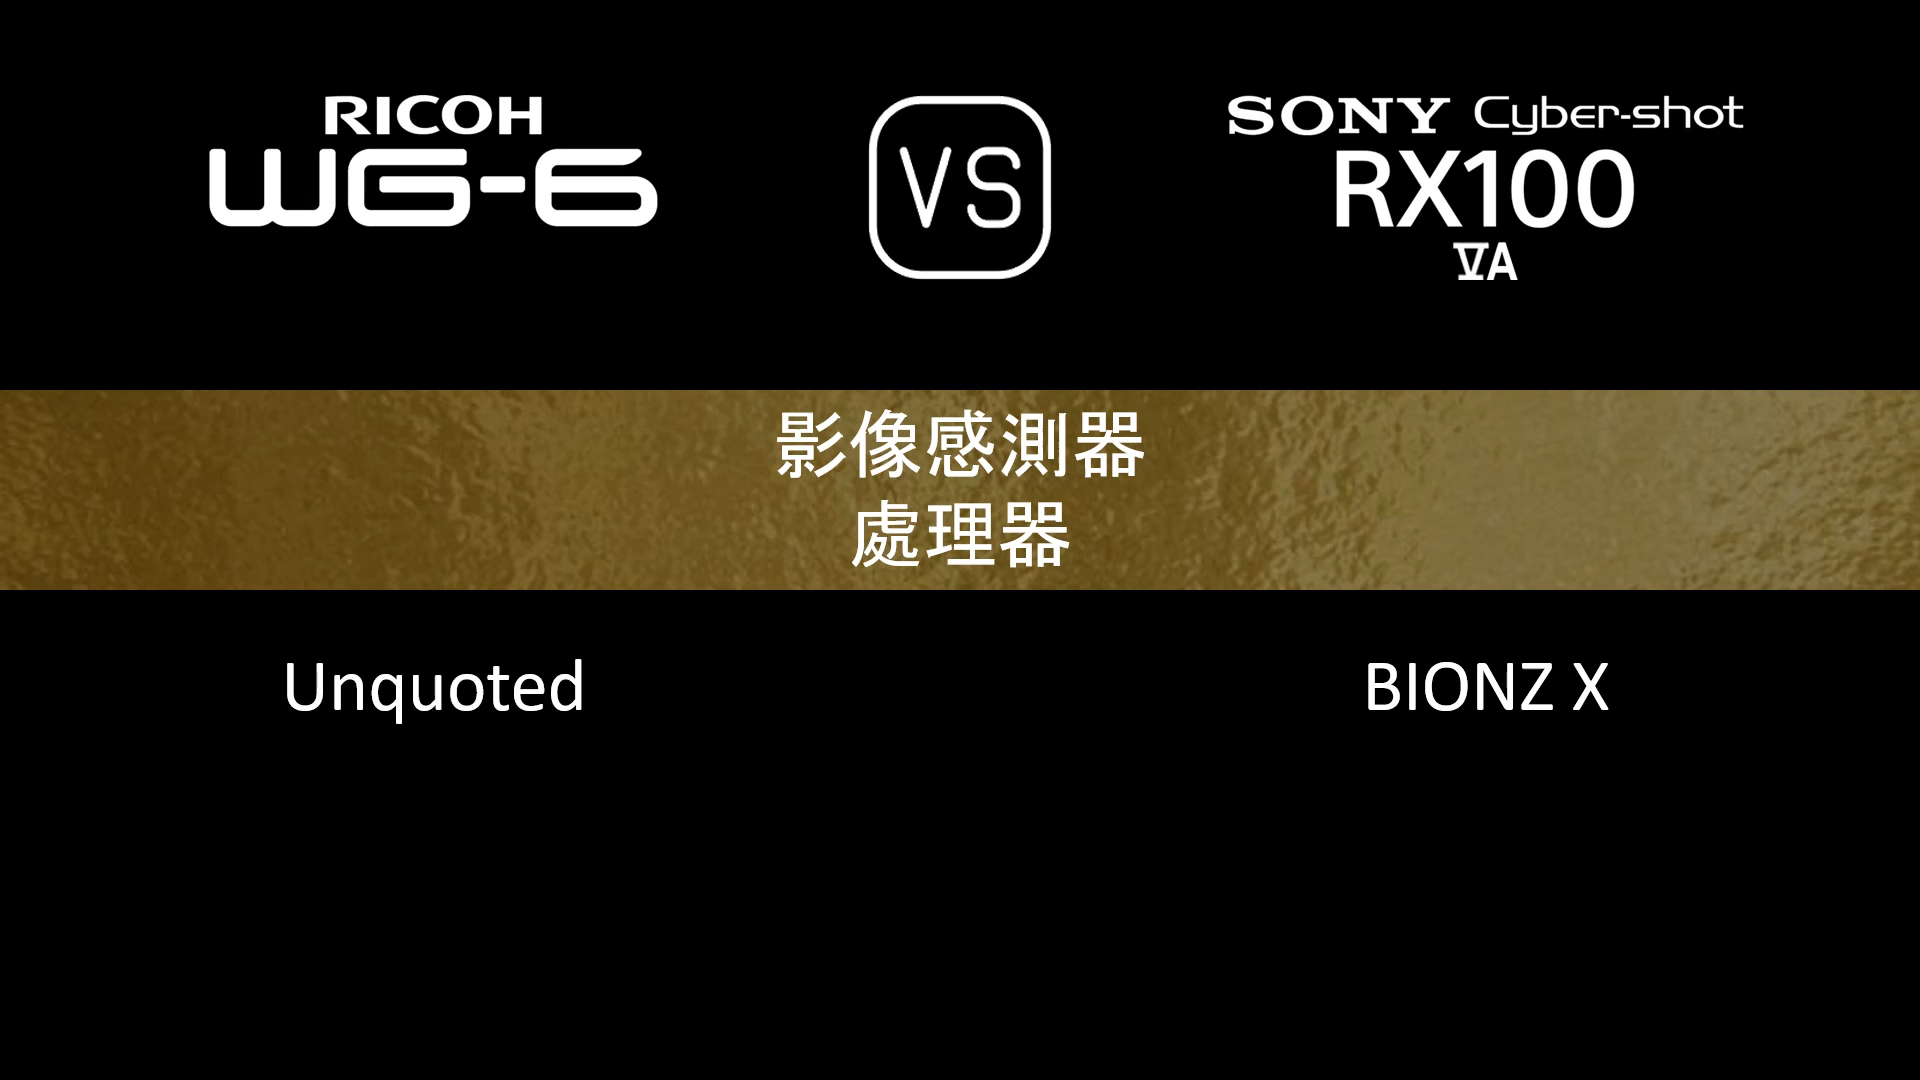 RICOH
WG-6
VS
SONY Cyber-shot
RX100
VA
影像感測器
處理器
Unquoted
BIONZ X